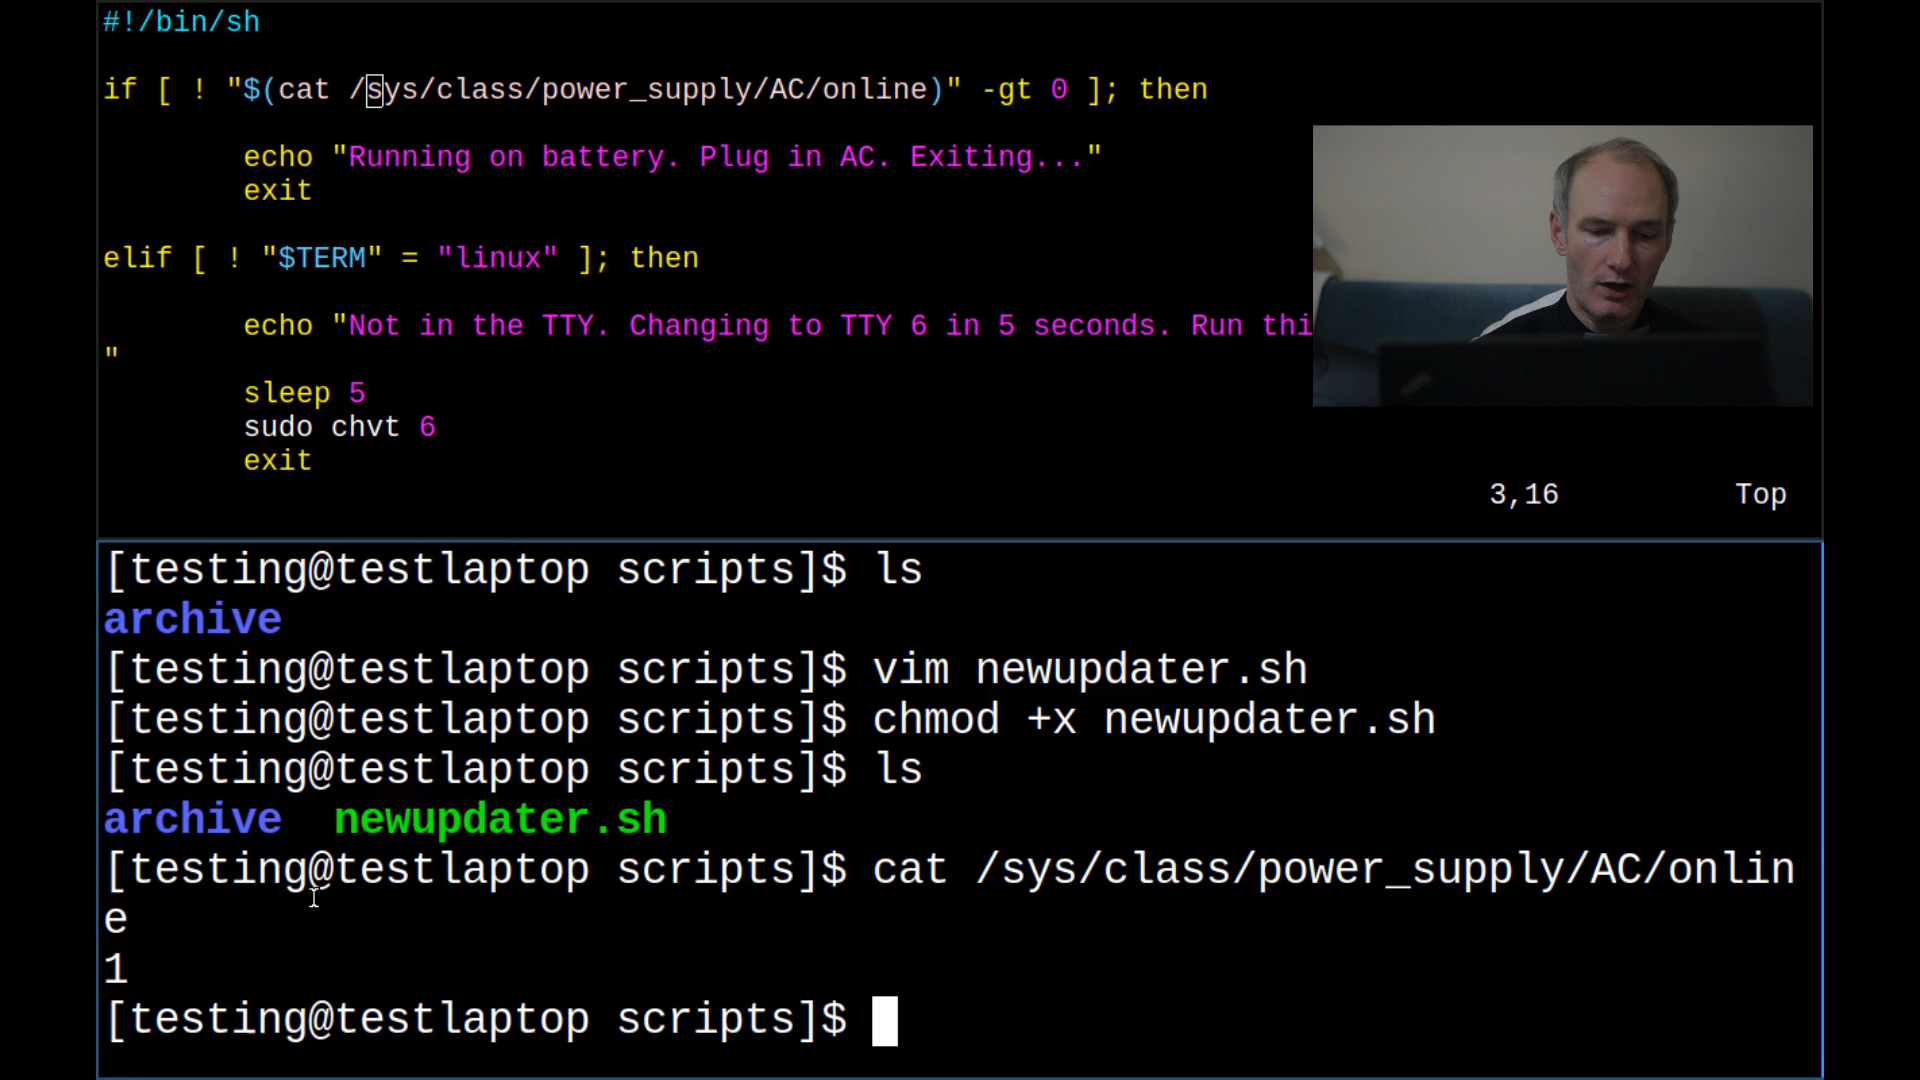 #!/bin/sh
if [ ! "$(cat /sys/class/power_supply/AC/online)" -gt 0 ]; then
echo "Running on battery. Plug in AC. Exiting..."
exit
elif [ ! "$TERM" = "linux" ]; then
echo "Not in the TTY. Changing to TTY 6 in 5 seconds. Run thi
"
sleep 5
sudo chvt 6
exit
3,16 Top
[testing@testlaptop scripts]$ ls
archive
[testing@testlaptop scripts]$ vim newupdater.sh
[testing@testlaptop scripts]$ chmod +x newupdater.sh
[testing@testlaptop scripts]$ ls
archive newupdater.sh
[testing@testlaptop scripts]$ cat /sys/class/power_supply/AC/onlin
e
1
[testing@testlaptop scripts]$